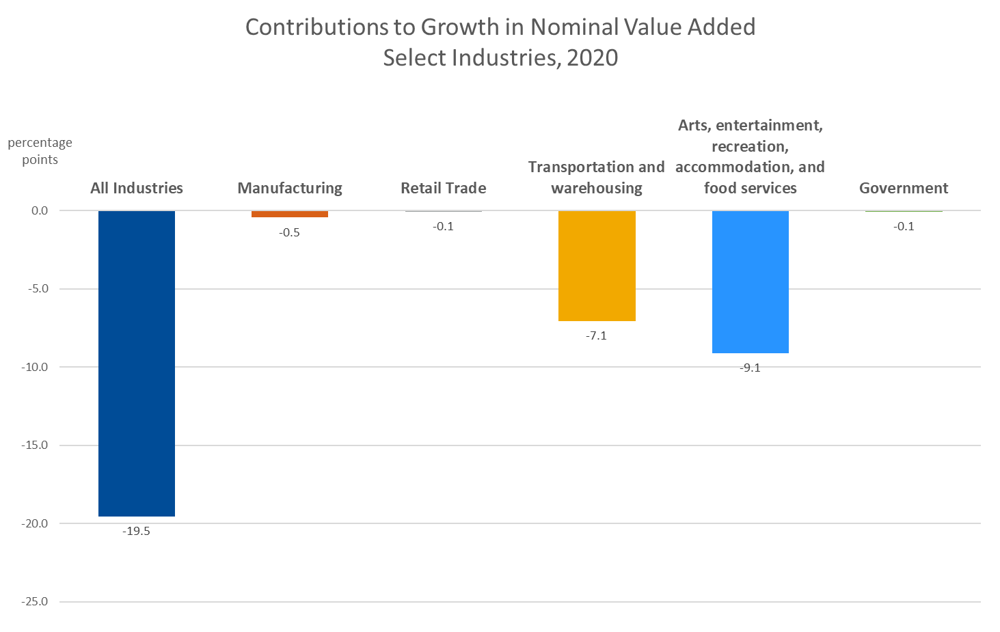 Contributions to Growth in Nominal Value Added
Select Industries, 2020
percentage
points
All Industries
Manufacturing
Retail Trade
Transportation and
warehousing
Arts, entertainment,
recreation,
accommodation, and
food services
Government
0.0
-5.0
-10.0
-15.0
-20.0
-25.0
-19.5
-0.5
-0.1
-7.1
-9.1
-0.1